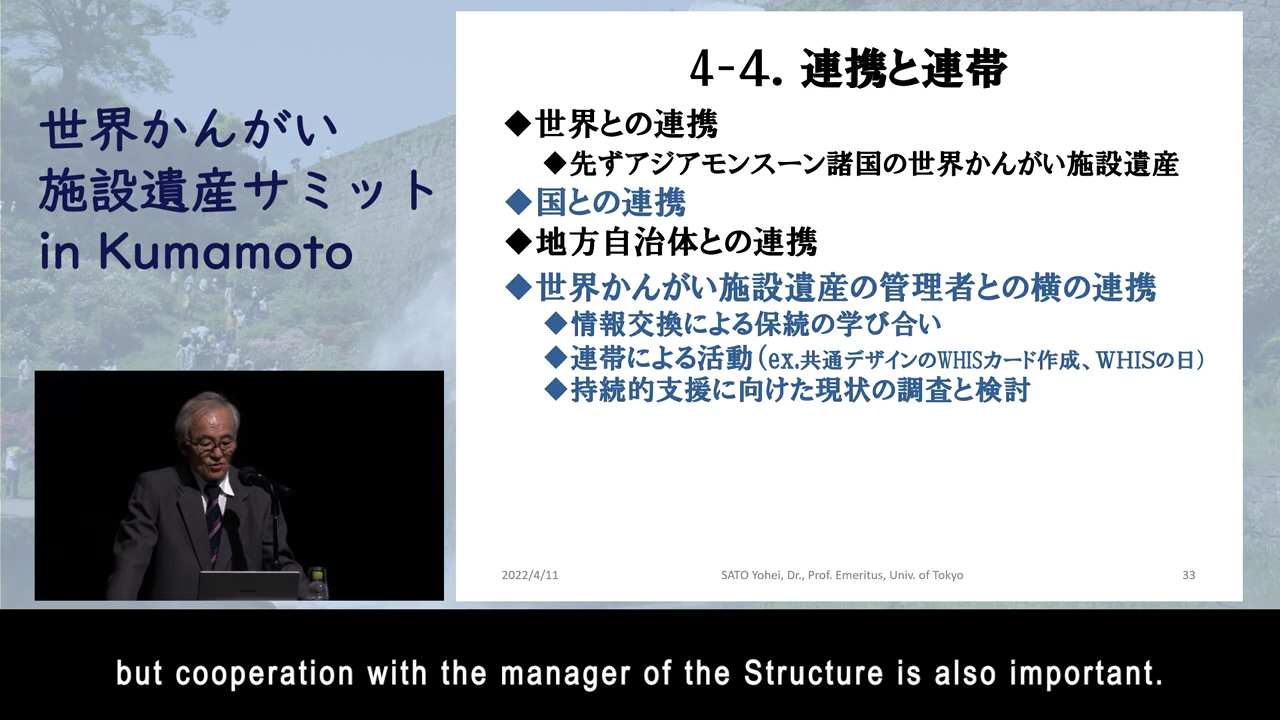 世界かんがい
施設遺産サミット
in Kumamoto
4-4. 連携と連帯
◆世界との連携
◆先ずアジアモンスーン諸国の世界かんがい施設遺産
◆国との連携
◆地方自治体との連携
◆世界かんがい施設遺産の管理者との横の連携
◆情報交換による保続の学び合い
◆連帯による活動(ex.共通デザインのWHISカード作成、WHISの日)
◆持続的支援に向けた現状の調査と検討
2022/4/11
SATO Yohei, Dr., Prof. Emeritus, Univ. of Tokyo
33
but cooperation with the manager of the Structure is also important.